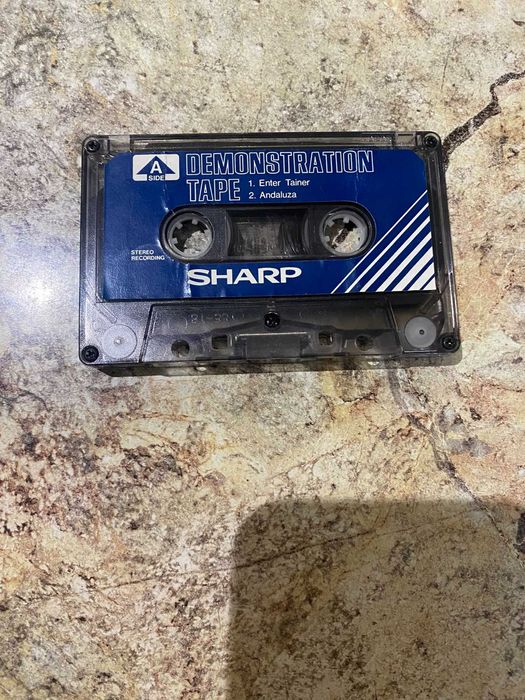 A
SIDE
DEMONSTRATION
TAPE
1. Enter Tainer
2. Andaluza
STEREO
RECORDING
SHARP